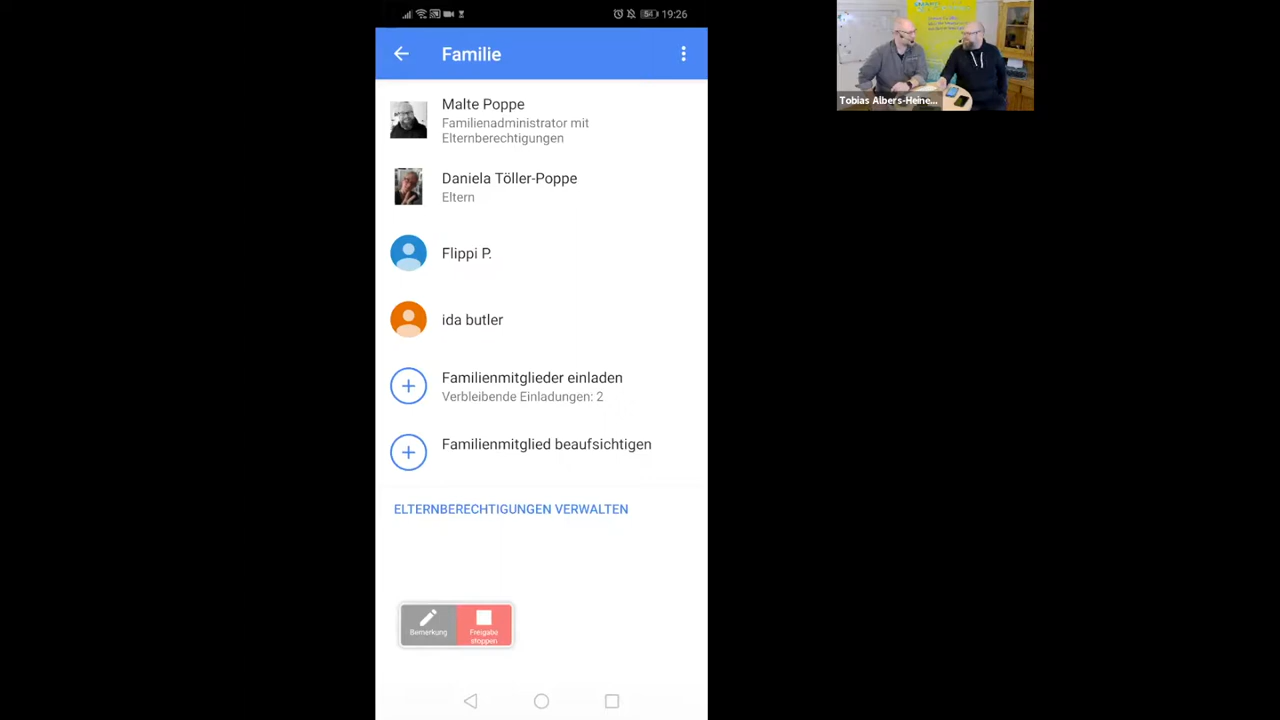 19:26
Familie
Malte Poppe
Familienadministrator mit
Elternberechtigungen
Daniela Töller-Poppe
Eltern
Flippi P.
ida butler
Familienmitglieder einladen
Verbleibende Einladungen: 2
Familienmitglied beaufsichtigen
ELTERNBERECHTIGUNGEN VERWALTEN
Bemerkung
Freigabe
stoppen
Tobias Albers-Heine...